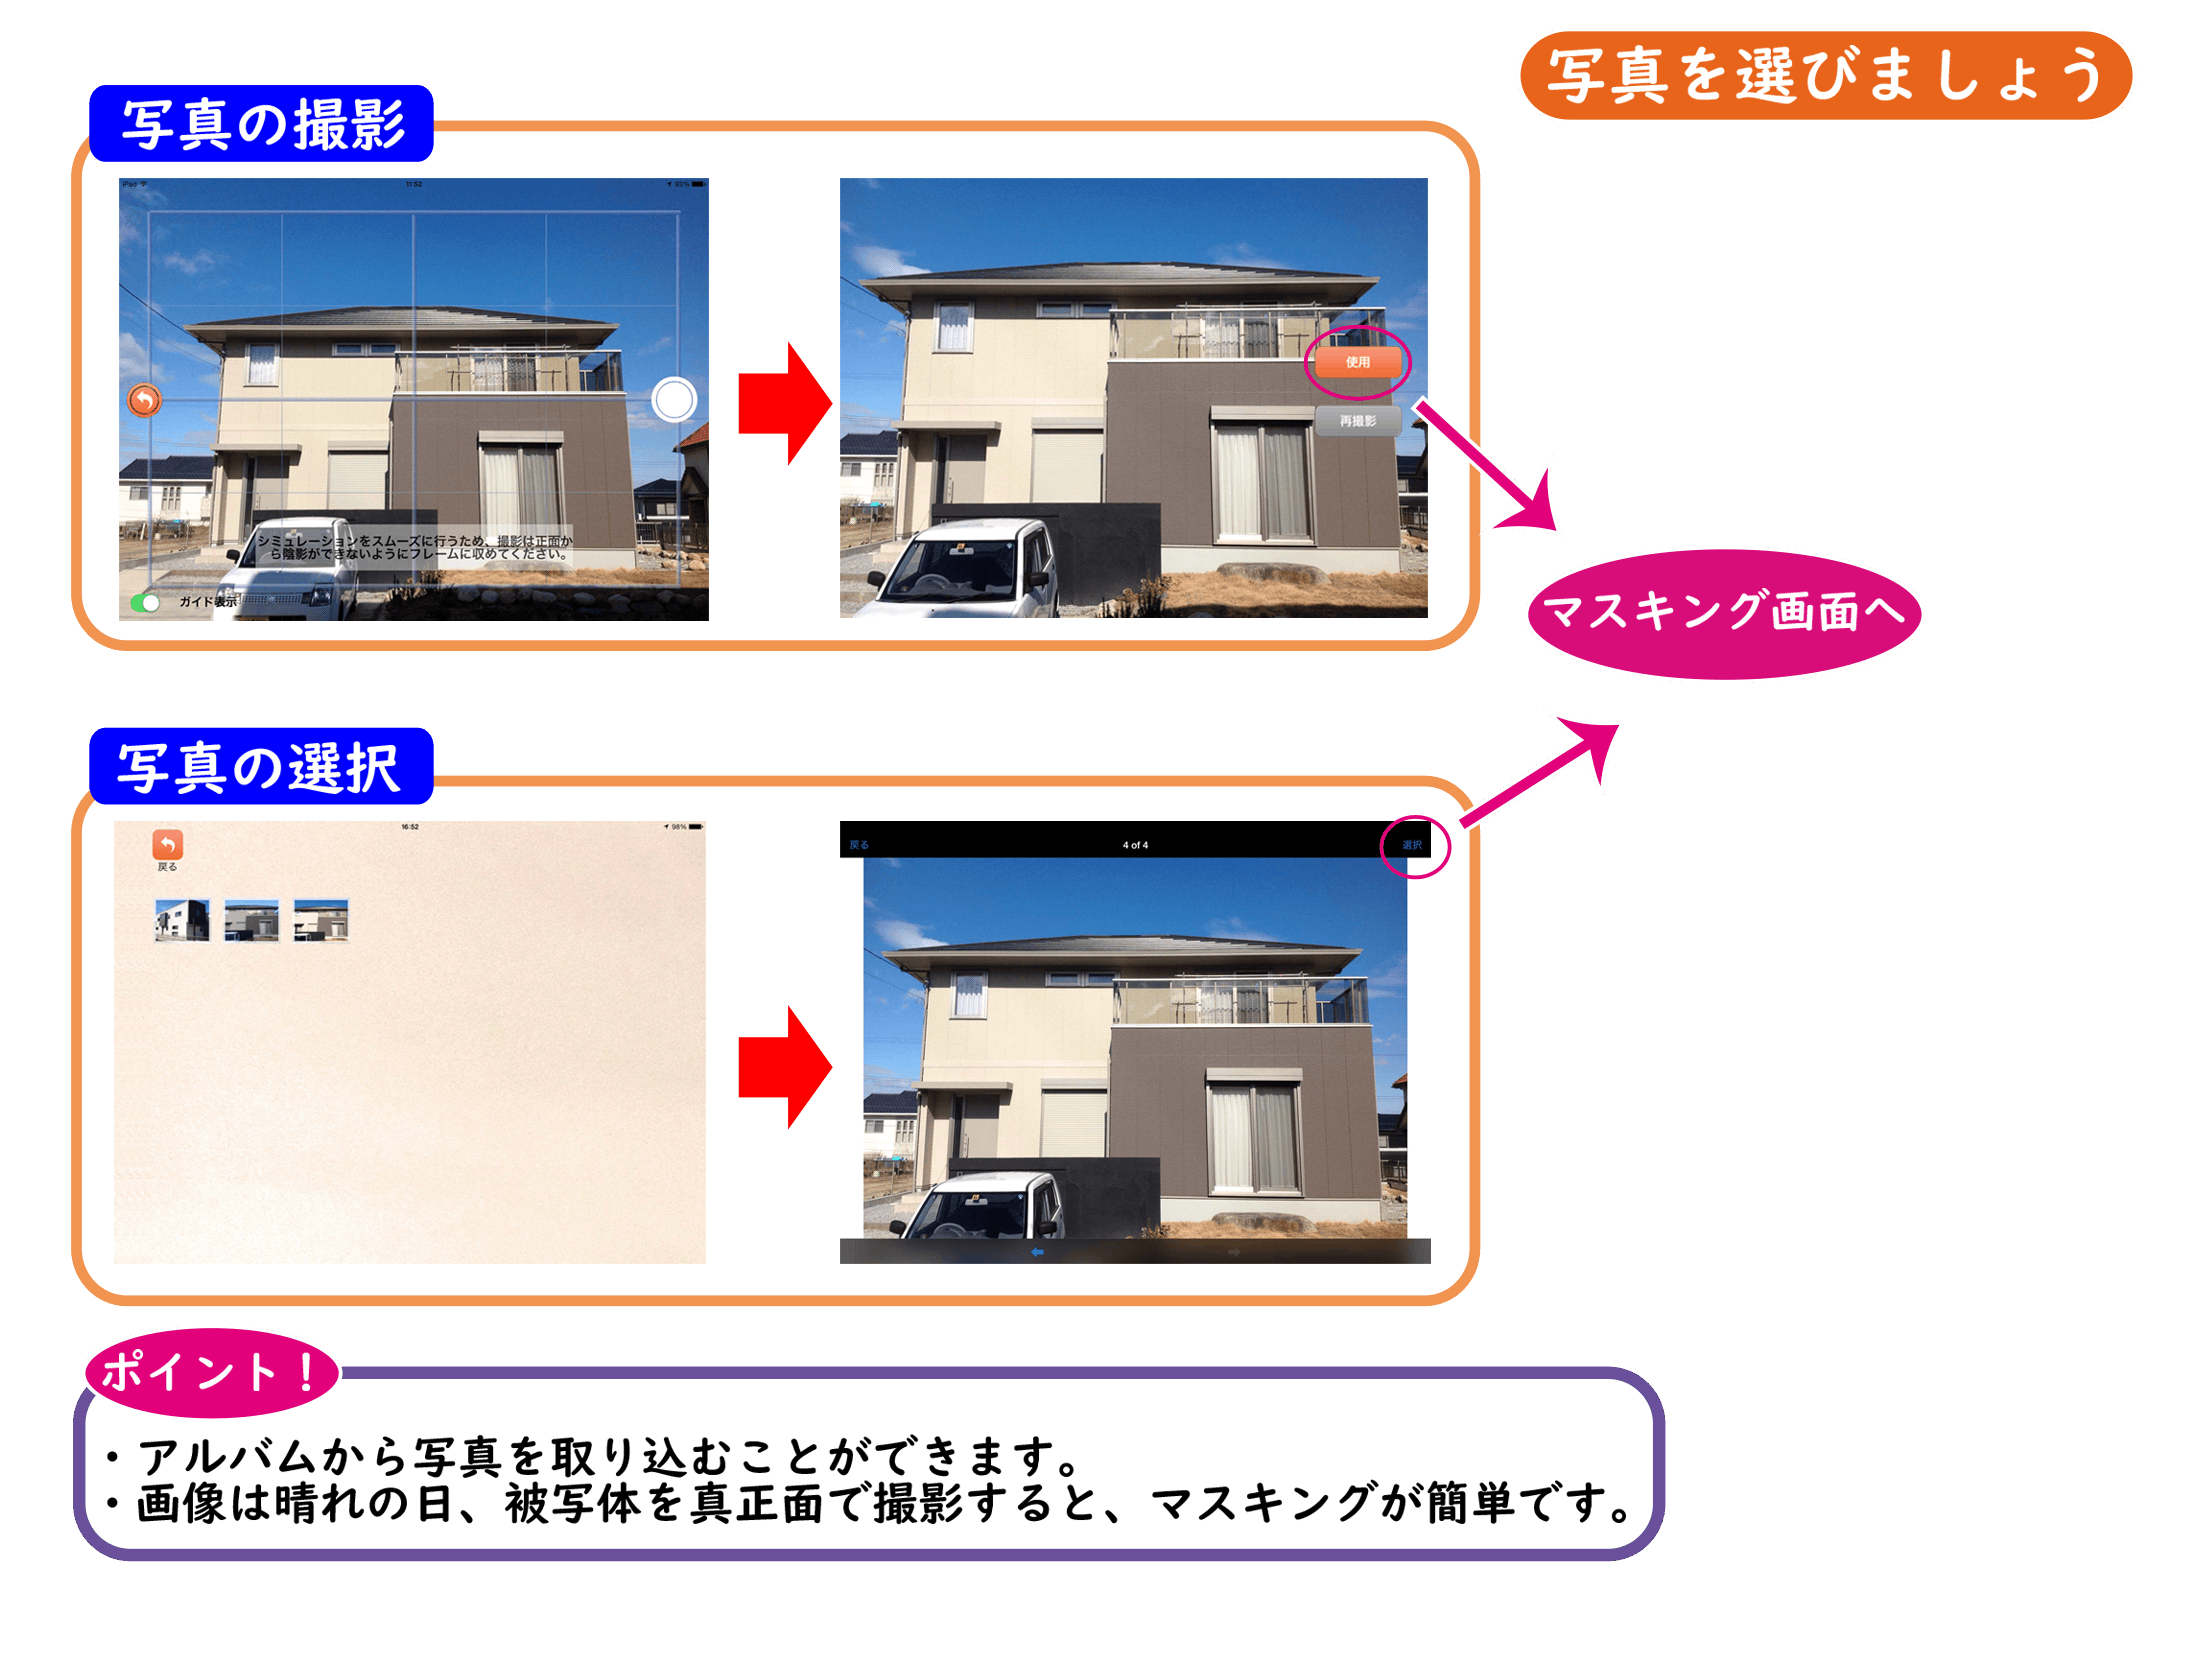 写真を選びましょう
写真の撮影
iPad 11:52 93%
使用
再撮影
シミュレーションをスムーズに行うため、撮影は正面か
ら陰影ができないようにフレームに収めてください。
ガイド表示
マスキング画面へ
写真の選択
16:52 98%
戻る
戻る 4 of 4 選択
ポイント！
・アルバムから写真を取り込むことができます。
・画像は晴れの日、被写体を真正面で撮影すると、マスキングが簡単です。